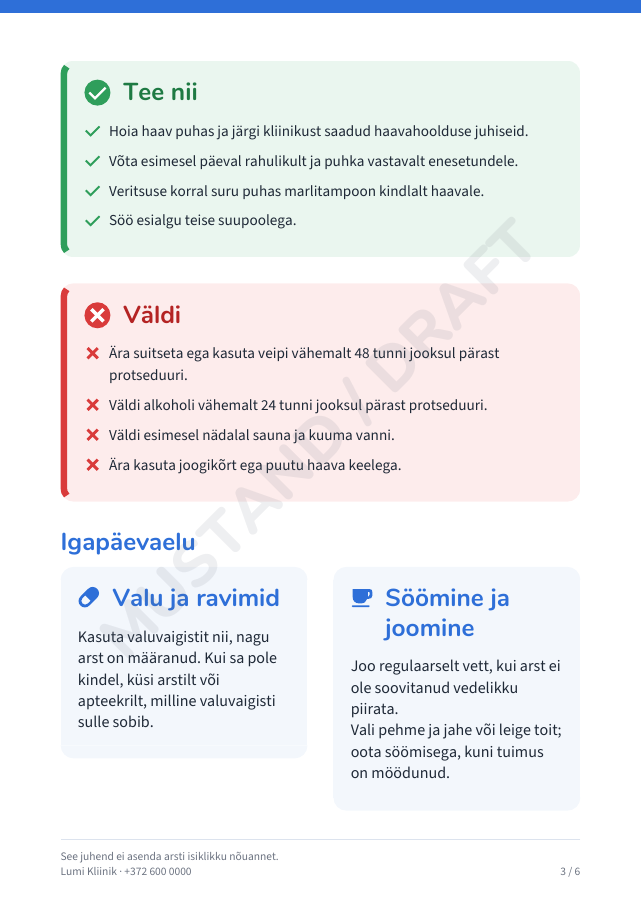 Tee nii
Hoia haav puhas ja järgi kliinikust saadud haavahoolduse juhiseid.
Võta esimesel päeval rahulikult ja puhka vastavalt enesetundele.
Veritsuse korral suru puhas marlitampoon kindlalt haavale.
Söö esialgu teise suupoolega.
Väldi
Ära suitseta ega kasuta veipi vähemalt 48 tunni jooksul pärast
protseduuri.
Väldi alkoholi vähemalt 24 tunni jooksul pärast protseduuri.
Väldi esimesel nädalal sauna ja kuuma vanni.
Ära kasuta joogikõrt ega puutu haava keelega.
MUSTAND / DRAFT
Igapäevaelu
Valu ja ravimid
Kasuta valuvaigistit nii, nagu
arst on määranud. Kui sa pole
kindel, küsi arstilt või
apteekrilt, milline valuvaigisti
sulle sobib.
Söömine ja
joomine
Joo regulaarselt vett, kui arst ei
ole soovitanud vedelikku
piirata.
Vali pehme ja jahe või leige toit;
oota söömisega, kuni tuimus
on möödunud.
See juhend ei asenda arsti isiklikku nõuannet.
Lumi Kliinik · +372 600 0000
3 / 6